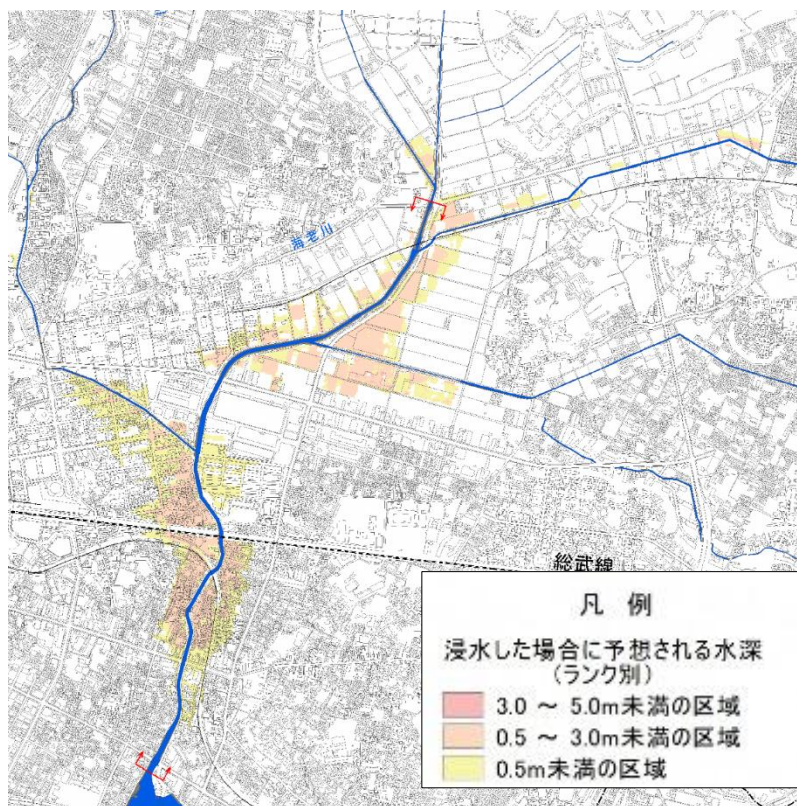 海老川
総武線
凡 例
浸水した場合に予想される水深
(ランク別)
3.0 ～ 5.0m未満の区域
0.5 ～ 3.0m未満の区域
0.5m未満の区域